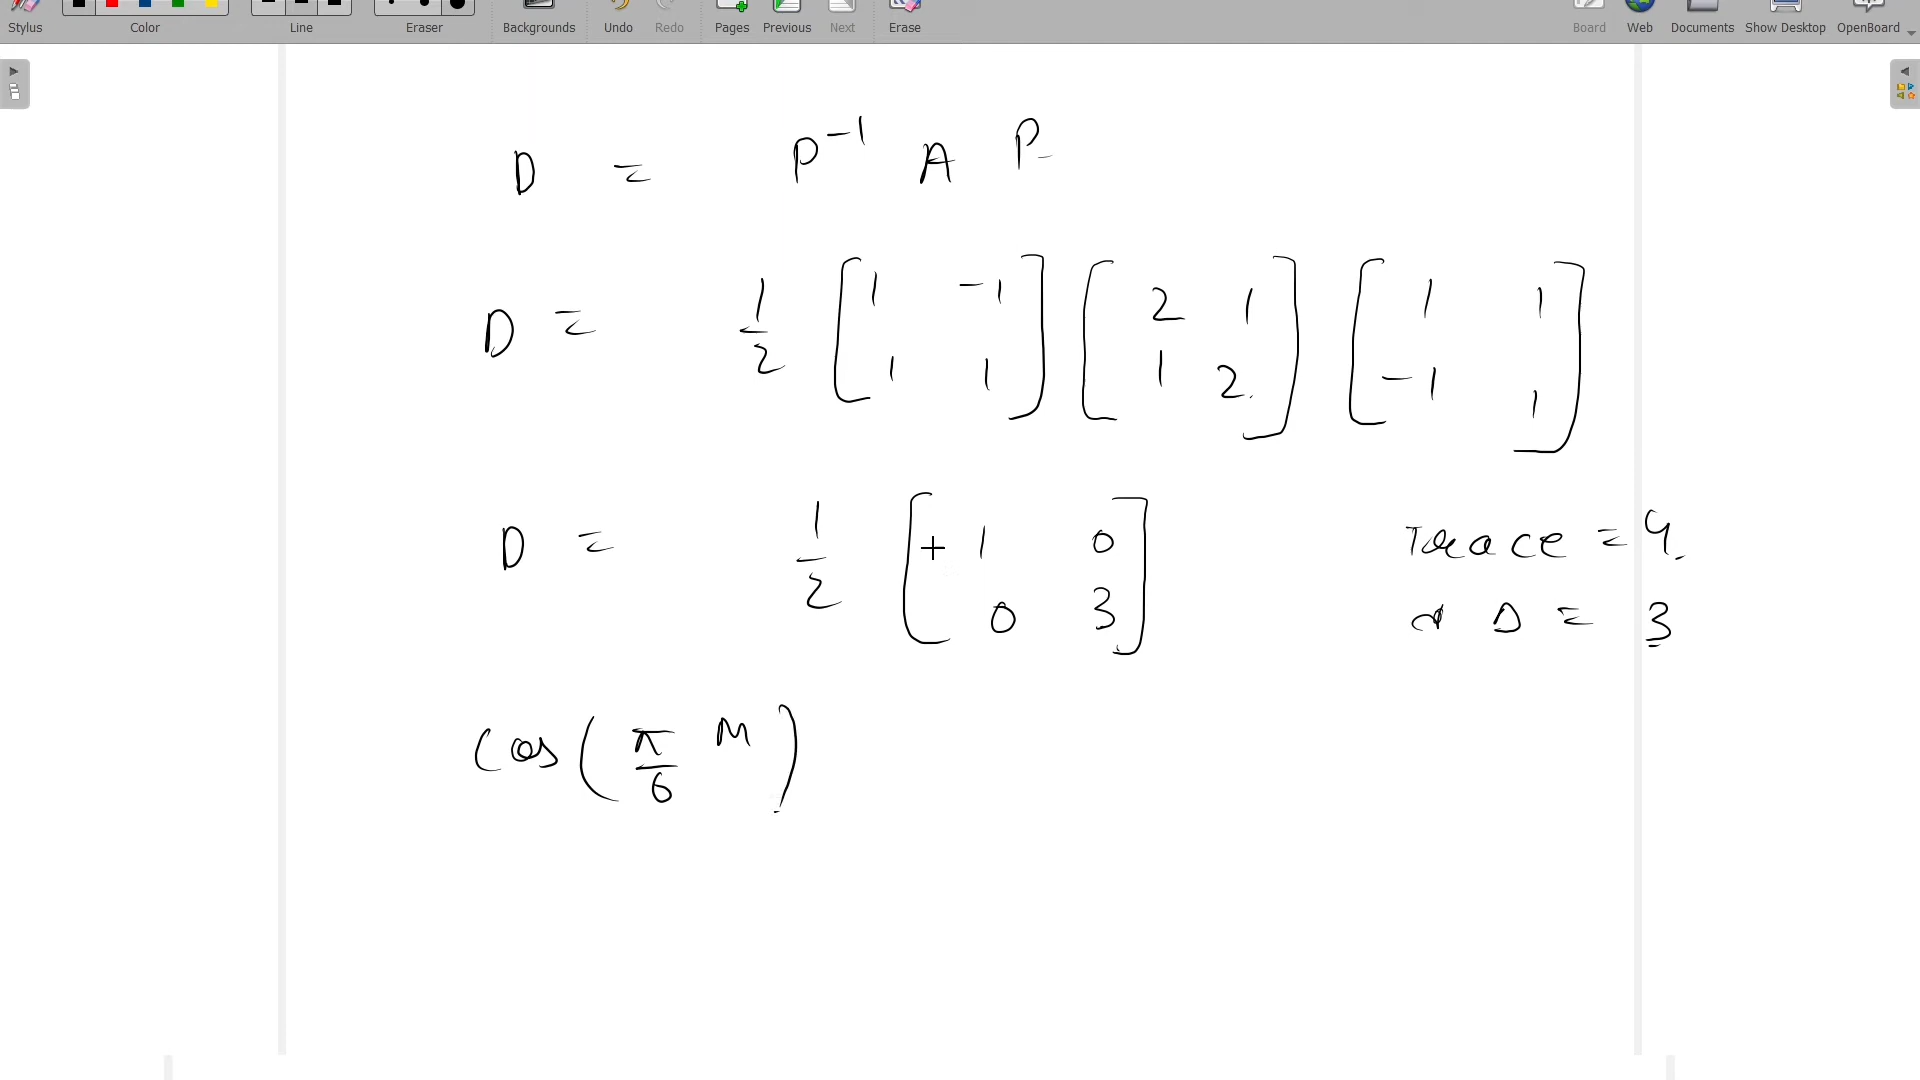 Stylus Color Line Eraser Backgrounds Undo Redo Pages Previous Next Erase Board Web Documents Show Desktop OpenBoard
D = P⁻¹ A P
D = 1/2 [1 -1; 1 1] [2 1; 1 2] [1 1; -1 1]
D = 1/2 [+ 1 0; 0 3] Trace = 4.
Δ = 3
Cos(π/6 M)